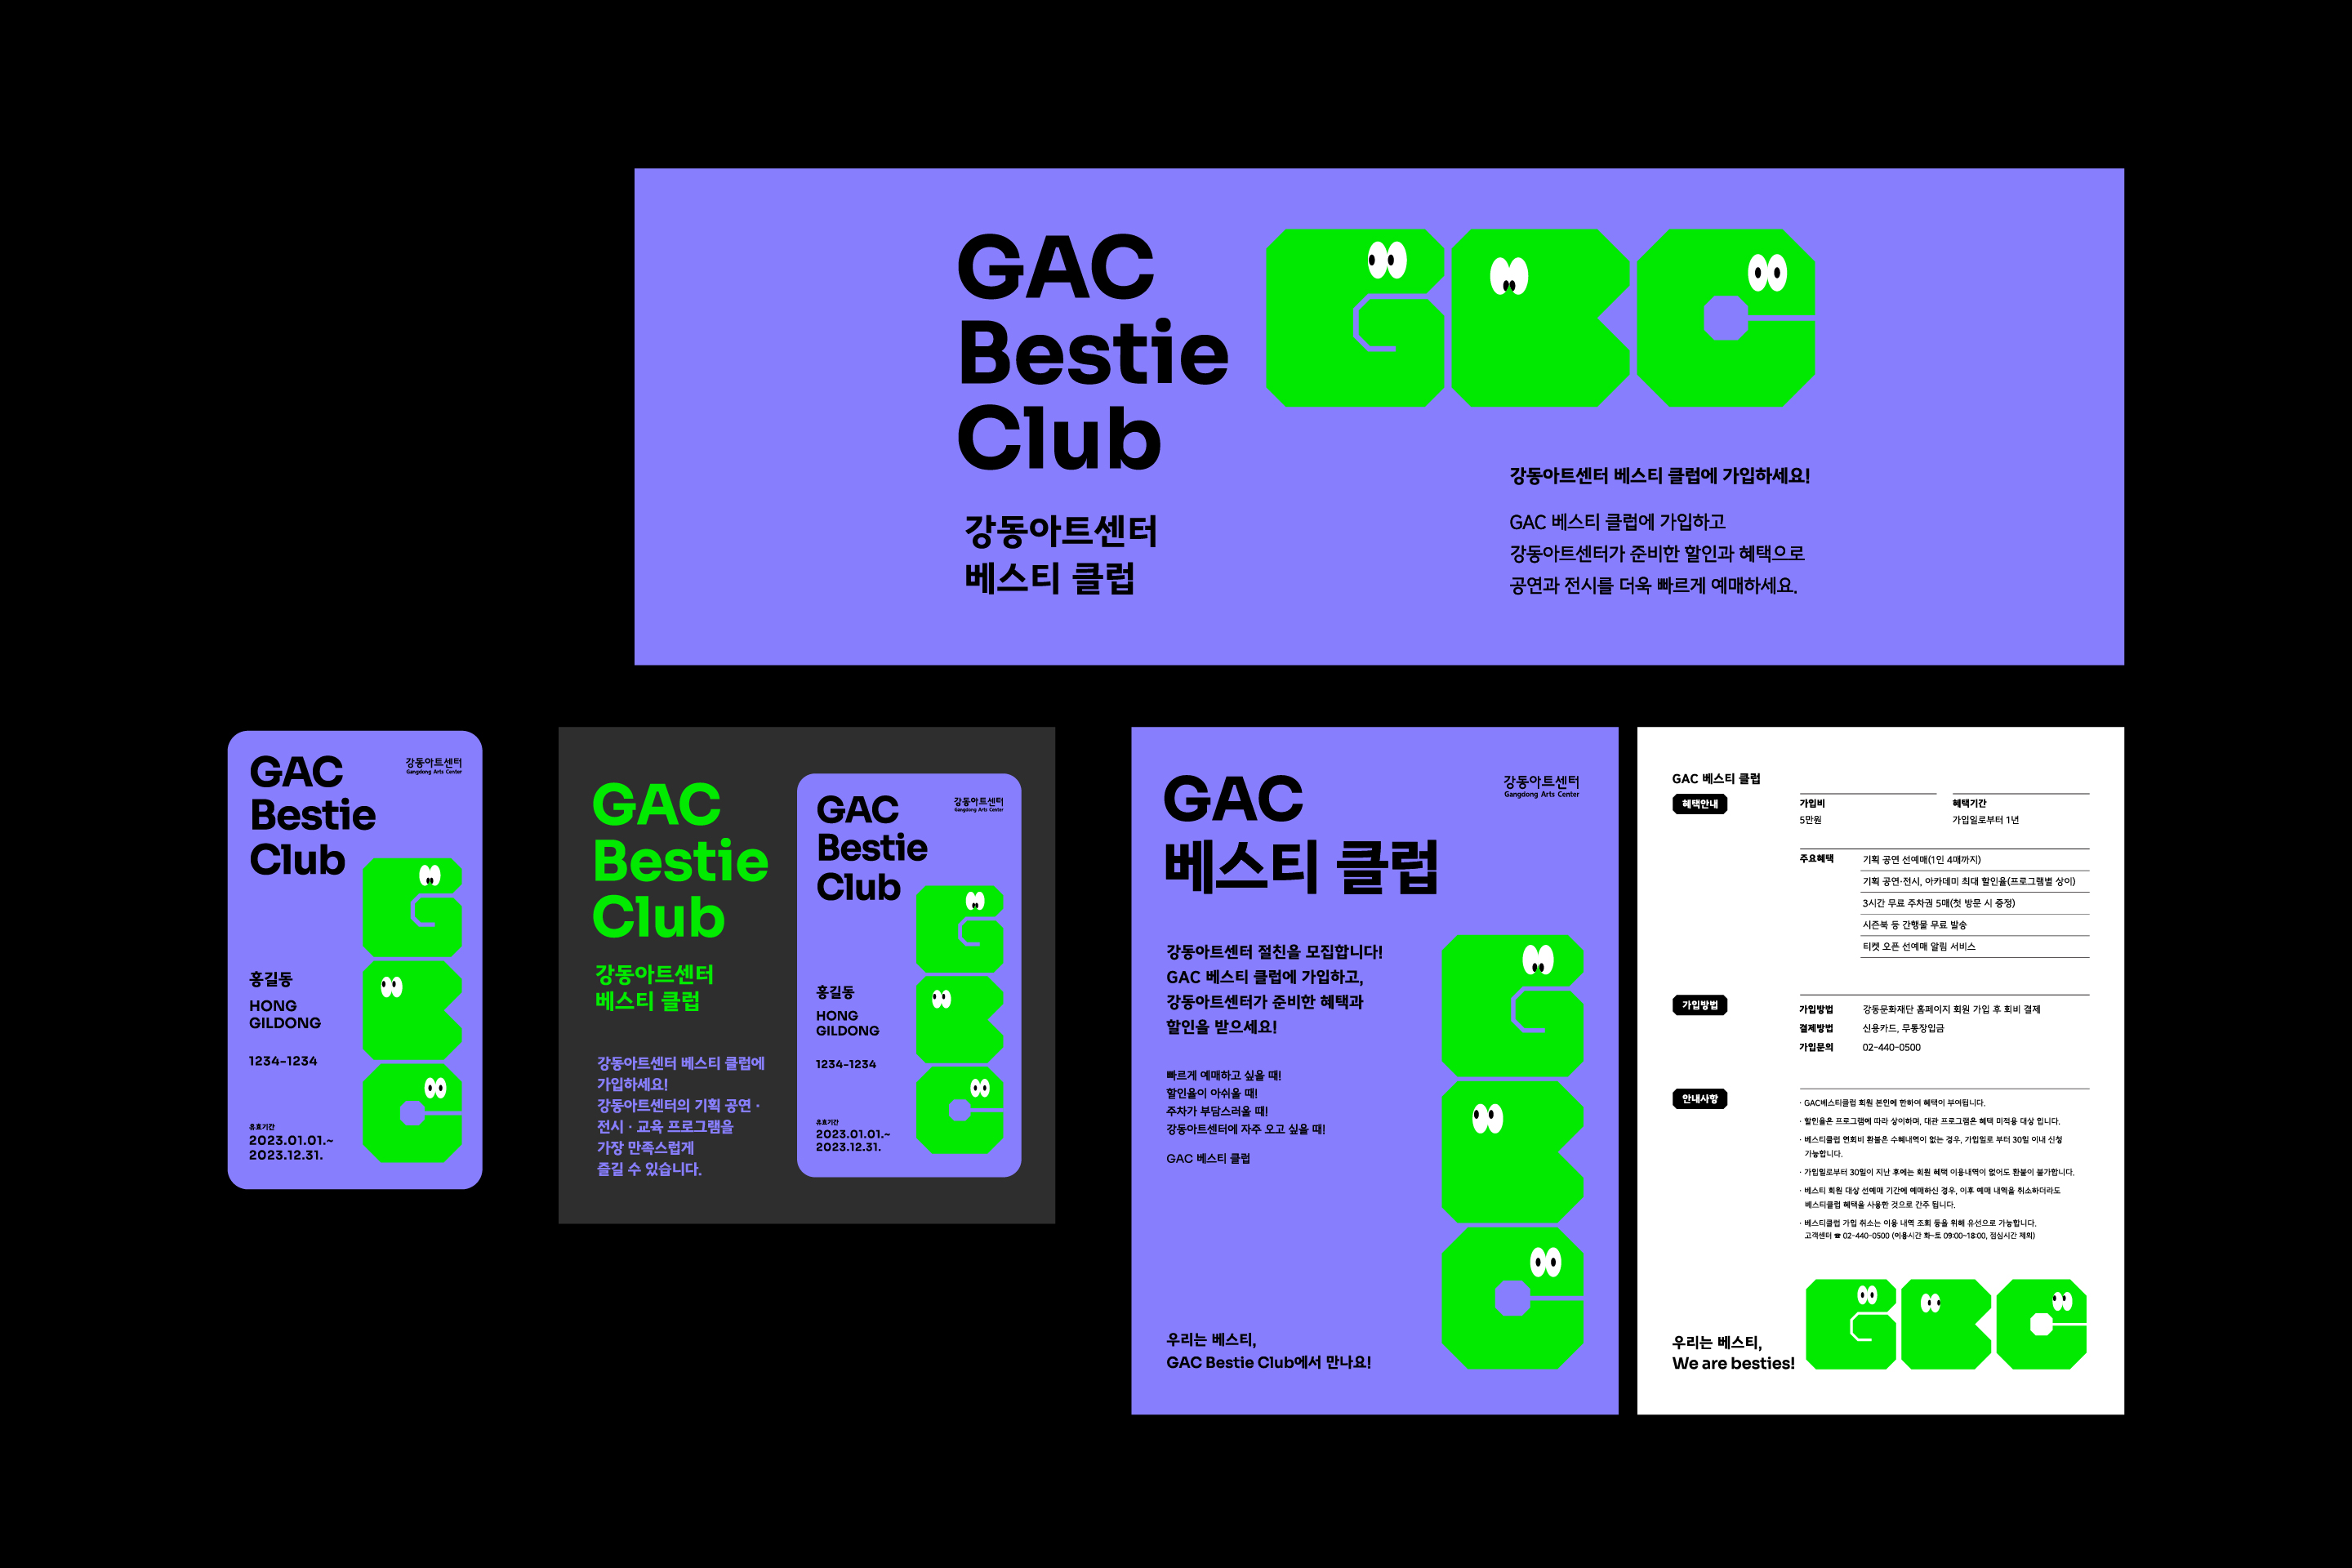 GAC
Bestie
Club
강동아트센터
베스티 클럽
강동아트센터 베스티 클럽에 가입하세요!
GAC 베스티 클럽에 가입하고
강동아트센터가 준비한 할인과 혜택으로
공연과 전시를 더욱 빠르게 예매하세요.
GAC
Bestie
Club
강동아트센터
Gangdong Arts Center
홍길동
HONG
GILDONG
1234-1234
유효기간
2023.01.01.~
2023.12.31.
GAC
Bestie
Club
강동아트센터
베스티 클럽
강동아트센터 베스티 클럽에
가입하세요!
강동아트센터의 기획 공연 ·
전시 · 교육 프로그램을
가장 만족스럽게
즐길 수 있습니다.
GAC
Bestie
Club
강동아트센터
Gangdong Arts Center
홍길동
HONG
GILDONG
1234-1234
유효기간
2023.01.01.~
2023.12.31.
GAC
베스티 클럽
강동아트센터
Gangdong Arts Center
강동아트센터 절친을 모집합니다!
GAC 베스티 클럽에 가입하고,
강동아트센터가 준비한 혜택과
할인을 받으세요!
빠르게 예매하고 싶을 때!
할인율이 아쉬울 때!
주차가 부담스러울 때!
강동아트센터에 자주 오고 싶을 때!
GAC 베스티 클럽
우리는 베스티,
GAC Bestie Club에서 만나요!
GAC 베스티 클럽
혜택안내
가입비
5만원
혜택기간
가입일로부터 1년
주요혜택
기획 공연 선예매(1인 4매까지)
기획 공연·전시, 아카데미 최대 할인율(프로그램별 상이)
3시간 무료 주차권 5매(첫 방문 시 증정)
시즌북 등 간행물 무료 발송
티켓 오픈 선예매 알림 서비스
가입방법
가입방법 강동문화재단 홈페이지 회원 가입 후 회비 결제
결제방법 신용카드, 무통장입금
가입문의 02-440-0500
안내사항
· GAC베스티클럽 회원 본인에 한하여 혜택이 부여됩니다.
· 할인율은 프로그램에 따라 상이하며, 대관 프로그램은 혜택 미적용 대상 입니다.
· 베스티클럽 연회비 환불은 수혜내역이 없는 경우, 가입일로 부터 30일 이내 신청
가능합니다.
· 가입일로부터 30일이 지난 후에는 회원 혜택 이용내역이 없어도 환불이 불가합니다.
· 베스티 회원 대상 선예매 기간에 예매하신 경우, 이후 예매 내역을 취소하더라도
베스티클럽 혜택을 사용한 것으로 간주 됩니다.
· 베스티클럽 가입 취소는 이용 내역 조회 등을 위해 유선으로 가능합니다.
고객센터 ☎ 02-440-0500 (이용시간 화~토 09:00-18:00, 점심시간 제외)
우리는 베스티,
We are besties!